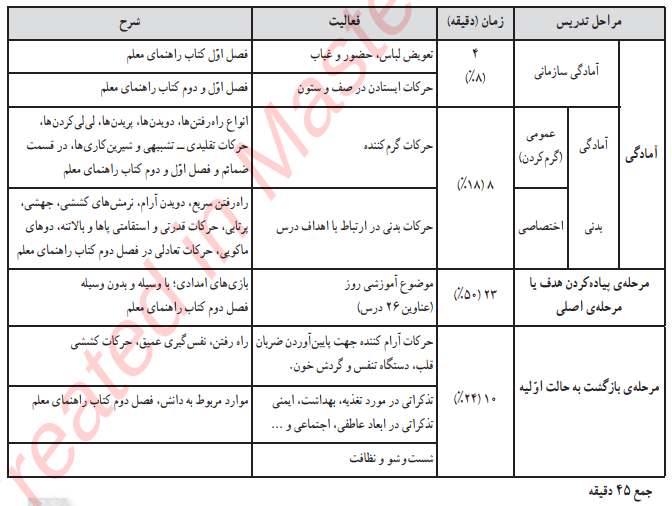 مراحل تدریس
زمان (دقیقه)
فعالیت
شرح
آمادگی
آمادگی سازمانی
۴
(۸٪)
تعویض لباس، حضور و غیاب
فصل اوّل کتاب راهنمای معلم
حرکات ایستادن در صف و ستون
فصل اوّل و دوم کتاب راهنمای معلم
آمادگی
بدنی
عمومی
(گرم‌کردن)
۸ (۱۸٪)
حرکات گرم‌کننده
انواع راه‌رفتن‌ها، دویدن‌ها، پریدن‌ها، لی‌لی‌کردن‌ها،
حرکات تقلیدی ــ تشبیهی و شیرین‌کاری‌ها، در قسمت
ضمائم و فصل اوّل و دوم کتاب راهنمای معلم
اختصاصی
حرکات بدنی در ارتباط با اهداف درس
راه‌رفتن سریع، دویدن آرام، نرمش‌های کششی، جهشی،
پرتابی، حرکات قدرتی و استقامتی پاها و بالاتنه، دوهای
ماکویی، حرکات تعادلی در فصل دوم کتاب راهنمای معلم
مرحله‌ی پیاده‌کردن هدف یا
مرحله‌ی اصلی
۲۳ (۵۰٪)
موضوع آموزشی روز
(عناوین ۲۶ درس)
بازی‌های امدادی؛ با وسیله و بدون وسیله
فصل دوم کتاب راهنمای معلم
مرحله‌ی بازگشت به حالت اوّلیه
۱۰ (۲۴٪)
حرکات آرام کننده جهت پایین‌آوردن ضربان
قلب، دستگاه تنفس و گردش خون.
راه رفتن، نفس‌گیری عمیق، حرکات کششی
تذکراتی در مورد تغذیه، بهداشت، ایمنی
تذکراتی در ابعاد عاطفی، اجتماعی و ...
موارد مربوط به دانش، فصل دوم کتاب راهنمای معلم
شست‌وشو و نظافت
جمع ۴۵ دقیقه
reated in Maste